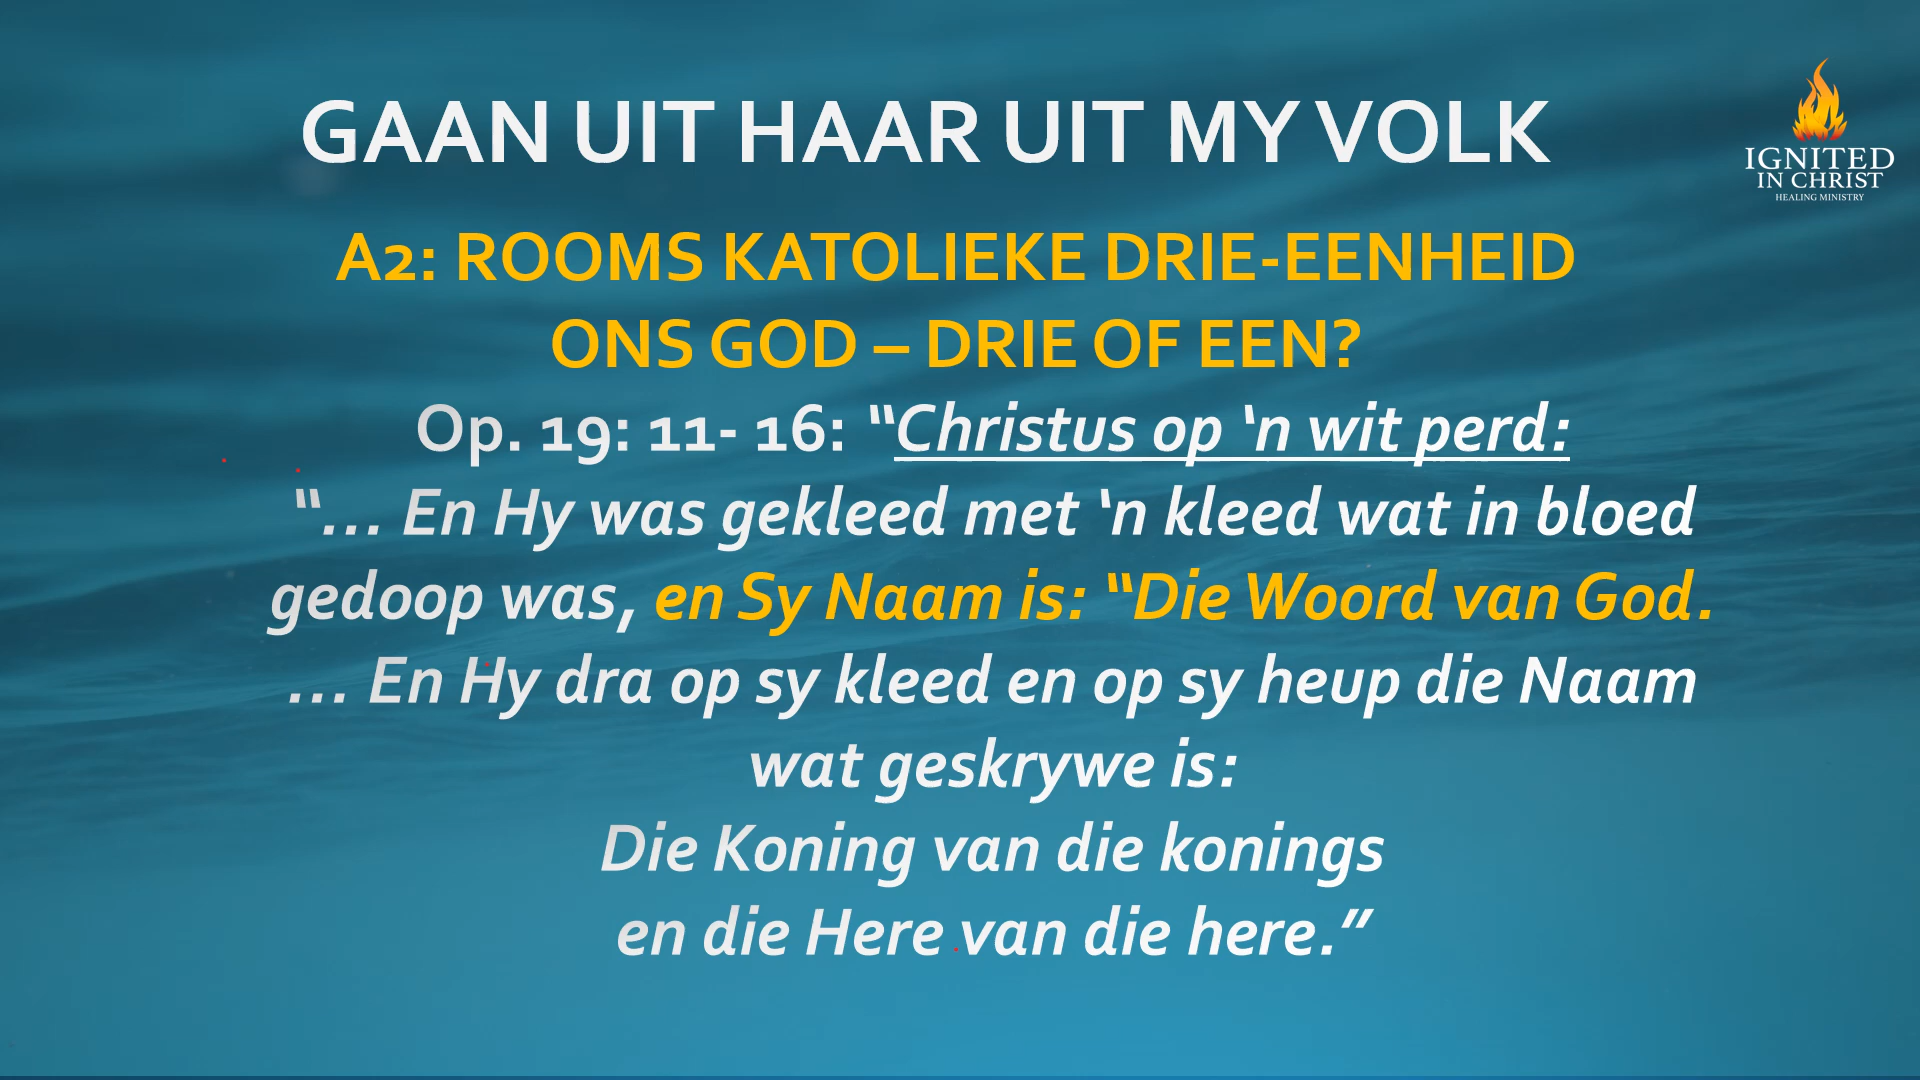 GAAN UIT HAAR UIT MY VOLK
IGNITED
IN CHRIST
HEALING MINISTRY
A2: ROOMS KATOLIEKE DRIE-EENHEID
ONS GOD – DRIE OF EEN?
Op. 19: 11- 16: “Christus op ‘n wit perd:
“… En Hy was gekleed met ‘n kleed wat in bloed
gedoop was, en Sy Naam is: “Die Woord van God.
… En Hy dra op sy kleed en op sy heup die Naam
wat geskrywe is:
Die Koning van die konings
en die Here van die here.”